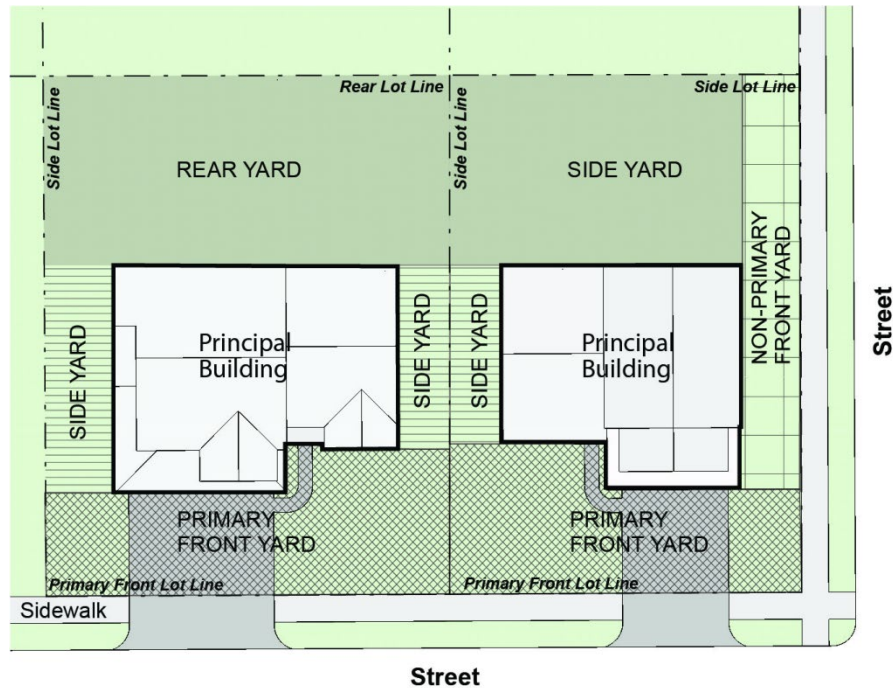 Rear Lot Line
Side Lot Line
Side Lot Line
Side Lot Line
REAR YARD
SIDE YARD
NON-PRIMARY
FRONT YARD
Street
Principal
Building
Principal
Building
SIDE YARD
SIDE YARD
SIDE YARD
PRIMARY
FRONT YARD
PRIMARY
FRONT YARD
Primary Front Lot Line
Primary Front Lot Line
Sidewalk
Street